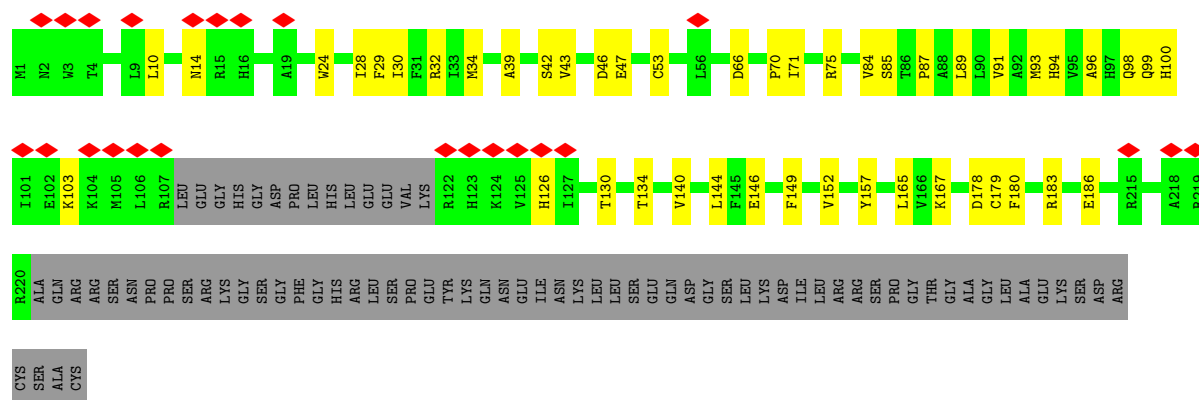 M1 N2 W3 T4 L9 L10 N14 R15 H16 A19 W24 I28 F29 I30 F31 R32 I33 M34 A39 S42 V43 D46 E47 C53 L56 D66 P70 I71 R75 V84 S85 T86 P87 A88 L89 L90 V91 A92 M93 H94 V95 A96 H97 Q98 Q99 H100
I101 E102 K103 K104 M105 L106 R107 LEU GLU GLY HIS GLY ASP PRO LEU HIS LEU GLU GLU VAL LYS R122 H123 K124 V125 H126 I127 T130 T134 V140 L144 F145 E146 F149 V152 Y157 L165 V166 K167 D178 C179 F180 R183 E186 R215 A218 R219
R220 ALA GLN ARG ARG SER ASN PRO PRO SER ARG LYS GLY SER GLY PHE GLY HIS ARG LEU SER PRO GLU TYR LYS GLN ASN GLU ILE ASN LYS LEU LEU SER GLU GLN ASP GLY SER LEU LYS ASP ILE LEU ARG ARG SER PRO GLY THR GLY ALA GLY LEU ALA GLU LYS SER ASP ARG
CYS SER ALA CYS